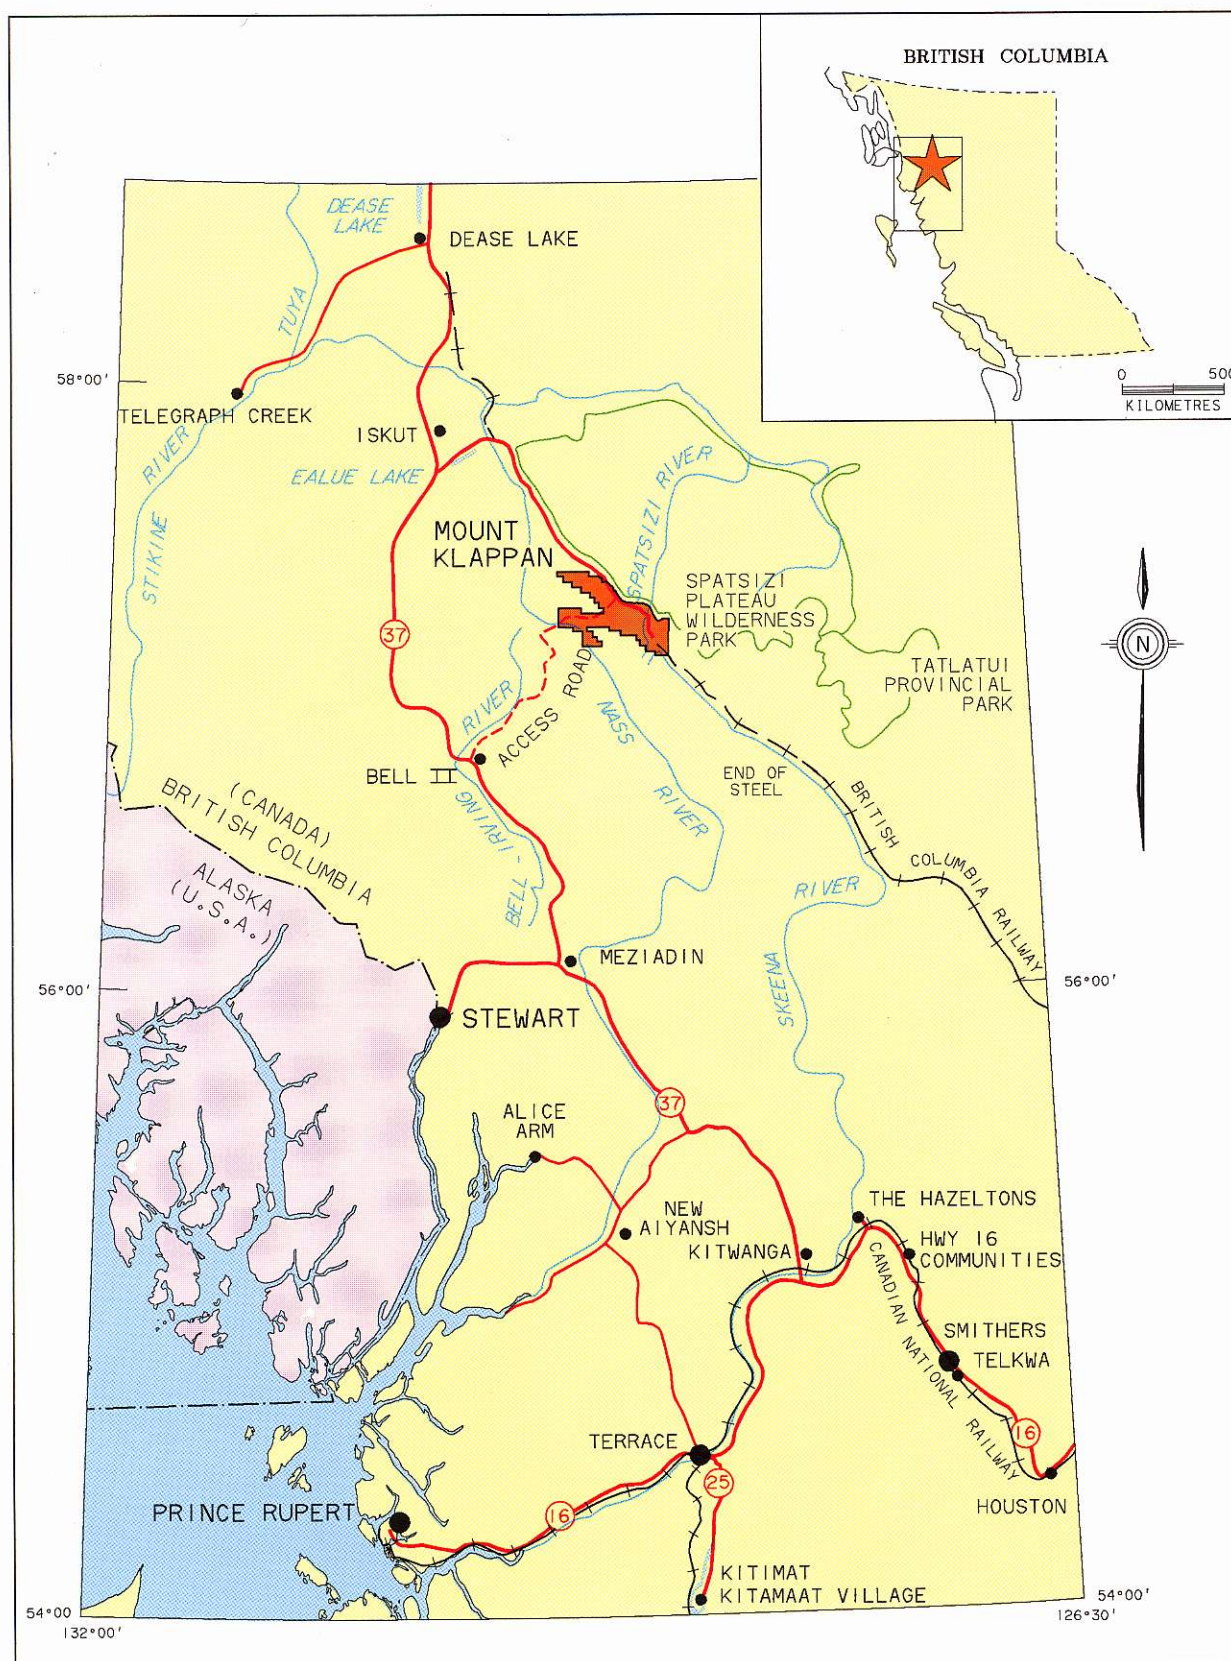 BRITISH COLUMBIA
0 500
KILOMETRES
DEASE
LAKE
DEASE LAKE
TUYA
58°00'
TELEGRAPH CREEK
ISKUT
EALUE LAKE
RIVER
STIKINE
SPATSIZI RIVER
MOUNT
KLAPPAN
SPATSIZI
PLATEAU
WILDERNESS
PARK
N
37
TATLATUI
PROVINCIAL
PARK
RIVER
ACCESS ROAD
NASS
RIVER
BELL II
END OF
STEEL
BELL - IRVING
BRITISH
COLUMBIA
RAILWAY
(CANADA)
BRITISH COLUMBIA
ALASKA
(U.S.A.)
RIVER
SKEENA
MEZIADIN
56°00'
56°00'
STEWART
37
ALICE
ARM
THE HAZELTONS
NEW
AIYANSH
KITWANGA
HWY 16
COMMUNITIES
CANADIAN NATIONAL RAILWAY
SMITHERS
TELKWA
TERRACE
16
25
PRINCE RUPERT
16
HOUSTON
KITIMAT
KITAMAAT VILLAGE
54°00
54°00'
132°00'
126°30'